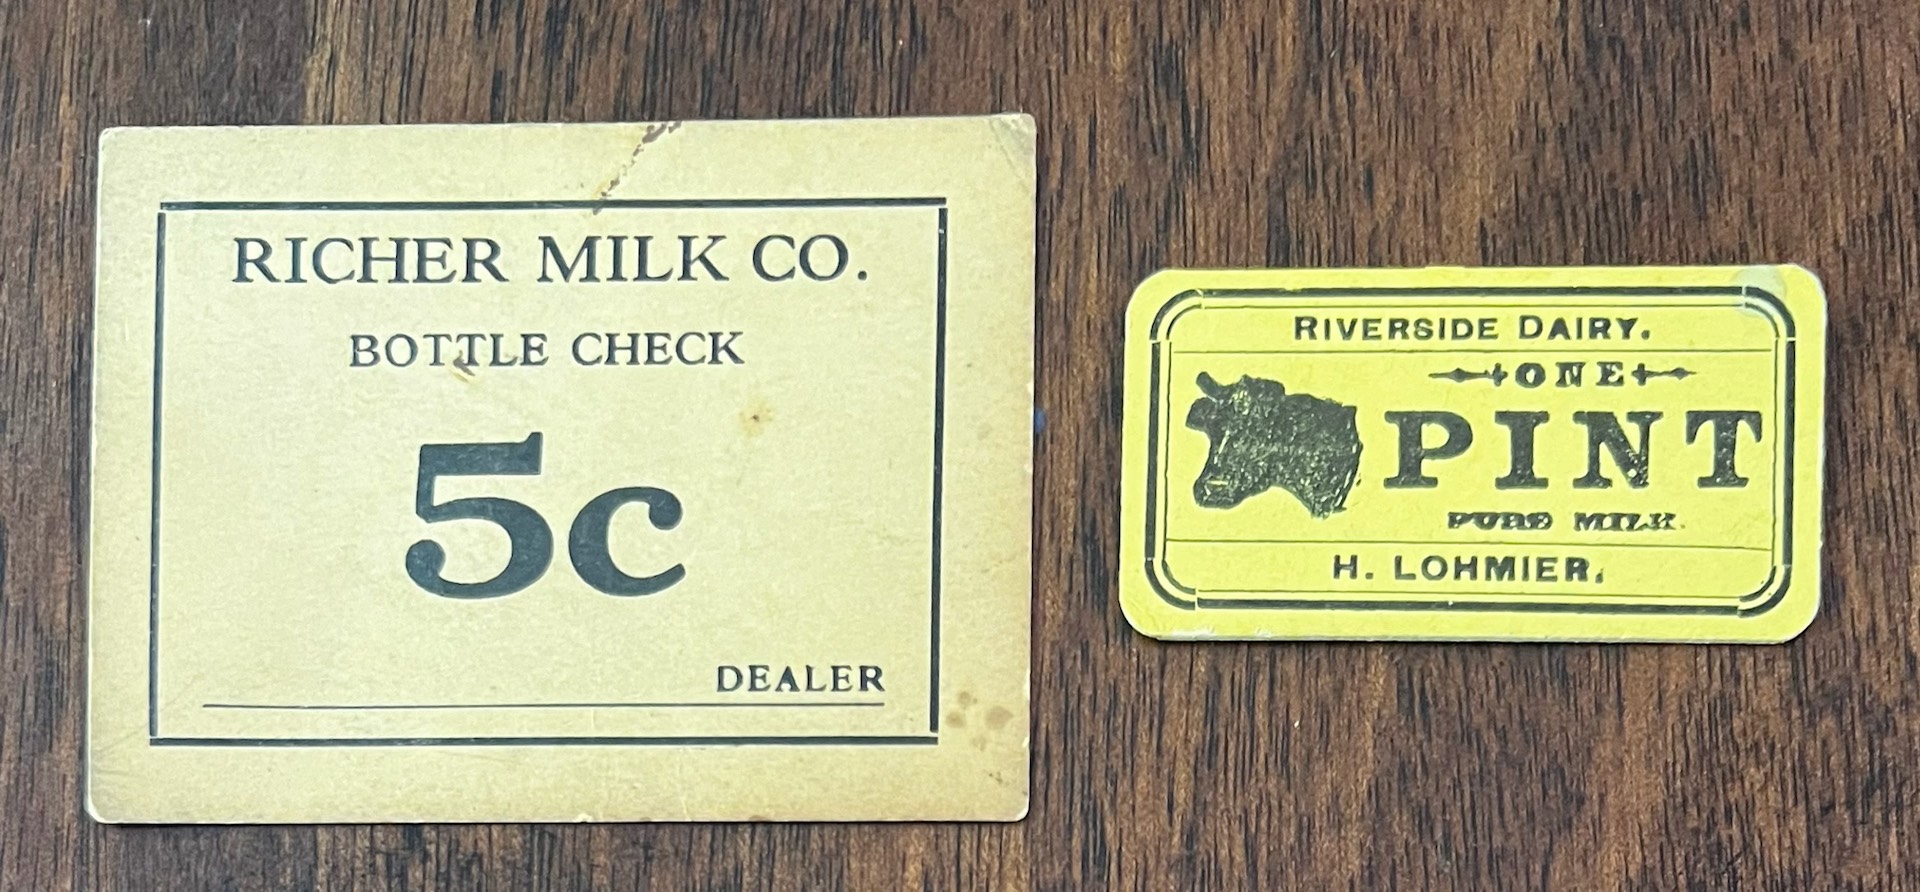 RICHER MILK CO.
BOTTLE CHECK
5c
DEALER
RIVERSIDE DAIRY.
ONE
PINT
PURE MILK.
H. LOHMIER.